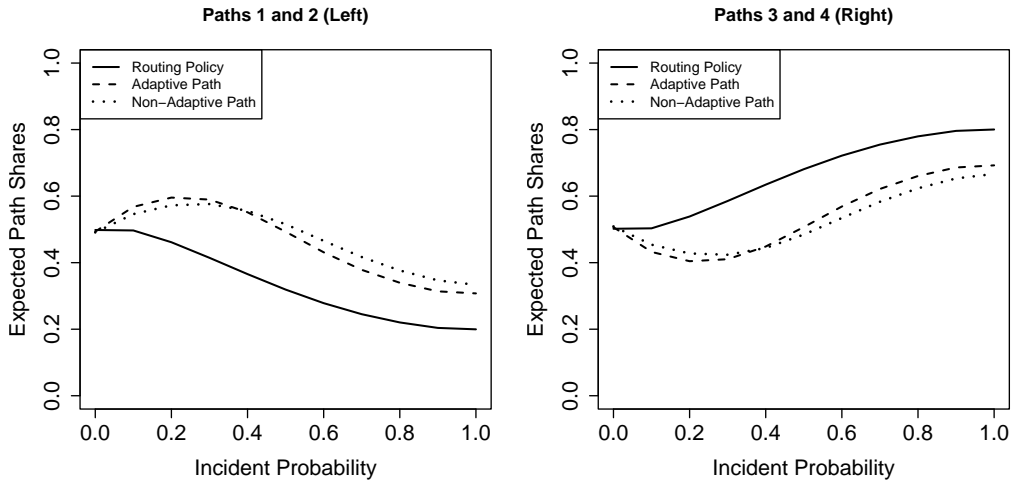 Paths 1 and 2 (Left)
Expected Path Shares
1.0
0.8
0.6
0.4
0.2
0.0
Routing Policy
Adaptive Path
Non−Adaptive Path
0.0 0.2 0.4 0.6 0.8 1.0
Incident Probability
Paths 3 and 4 (Right)
Expected Path Shares
1.0
0.8
0.6
0.4
0.2
0.0
Routing Policy
Adaptive Path
Non−Adaptive Path
0.0 0.2 0.4 0.6 0.8 1.0
Incident Probability